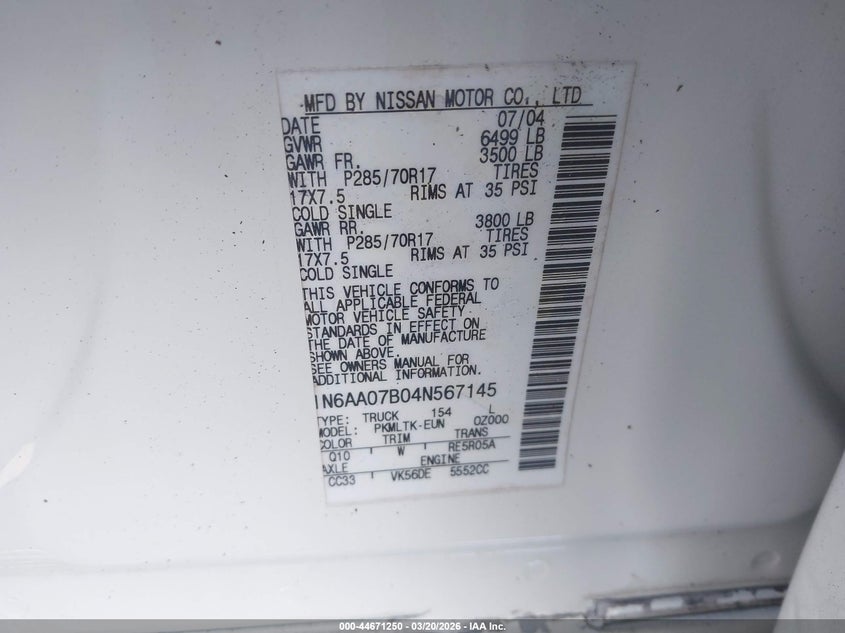 MFD BY NISSAN MOTOR CO., LTD
DATE 07/04
GVWR 6499 LB
GAWR FR. 3500 LB
WITH P285/70R17 TIRES
17X7.5 RIMS AT 35 PSI
COLD SINGLE
GAWR RR. 3800 LB
WITH P285/70R17 TIRES
17X7.5 RIMS AT 35 PSI
COLD SINGLE
THIS VEHICLE CONFORMS TO
ALL APPLICABLE FEDERAL
MOTOR VEHICLE SAFETY
STANDARDS IN EFFECT ON
THE DATE OF MANUFACTURE
SHOWN ABOVE.
SEE OWNERS MANUAL FOR
ADDITIONAL INFORMATION.
1N6AA07B04N567145
TYPE: TRUCK 154 L
MODEL: PKMLTK-EUN OZ000
COLOR TRIM TRANS
Q10 W RE5R05A
AXLE ENGINE
CC33 VK56DE 5552CC
000-44671250 - 03/20/2026 - IAA Inc.